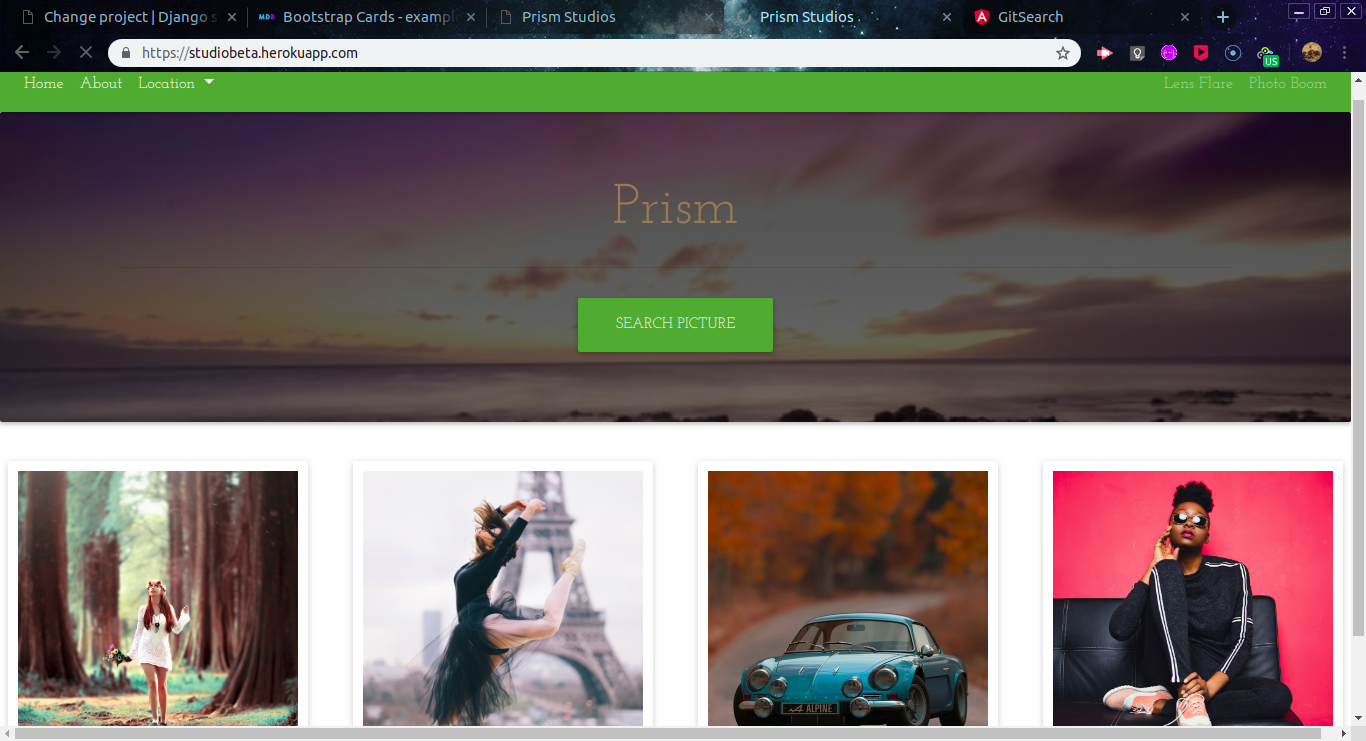 Change project | Django s
MDB Bootstrap Cards - exampl
Prism Studios
Prism Studios .
GitSearch
https://studiobeta.herokuapp.com
US
Home About Location
Lens Flare Photo Boom
Prism
SEARCH PICTURE
ALPINE